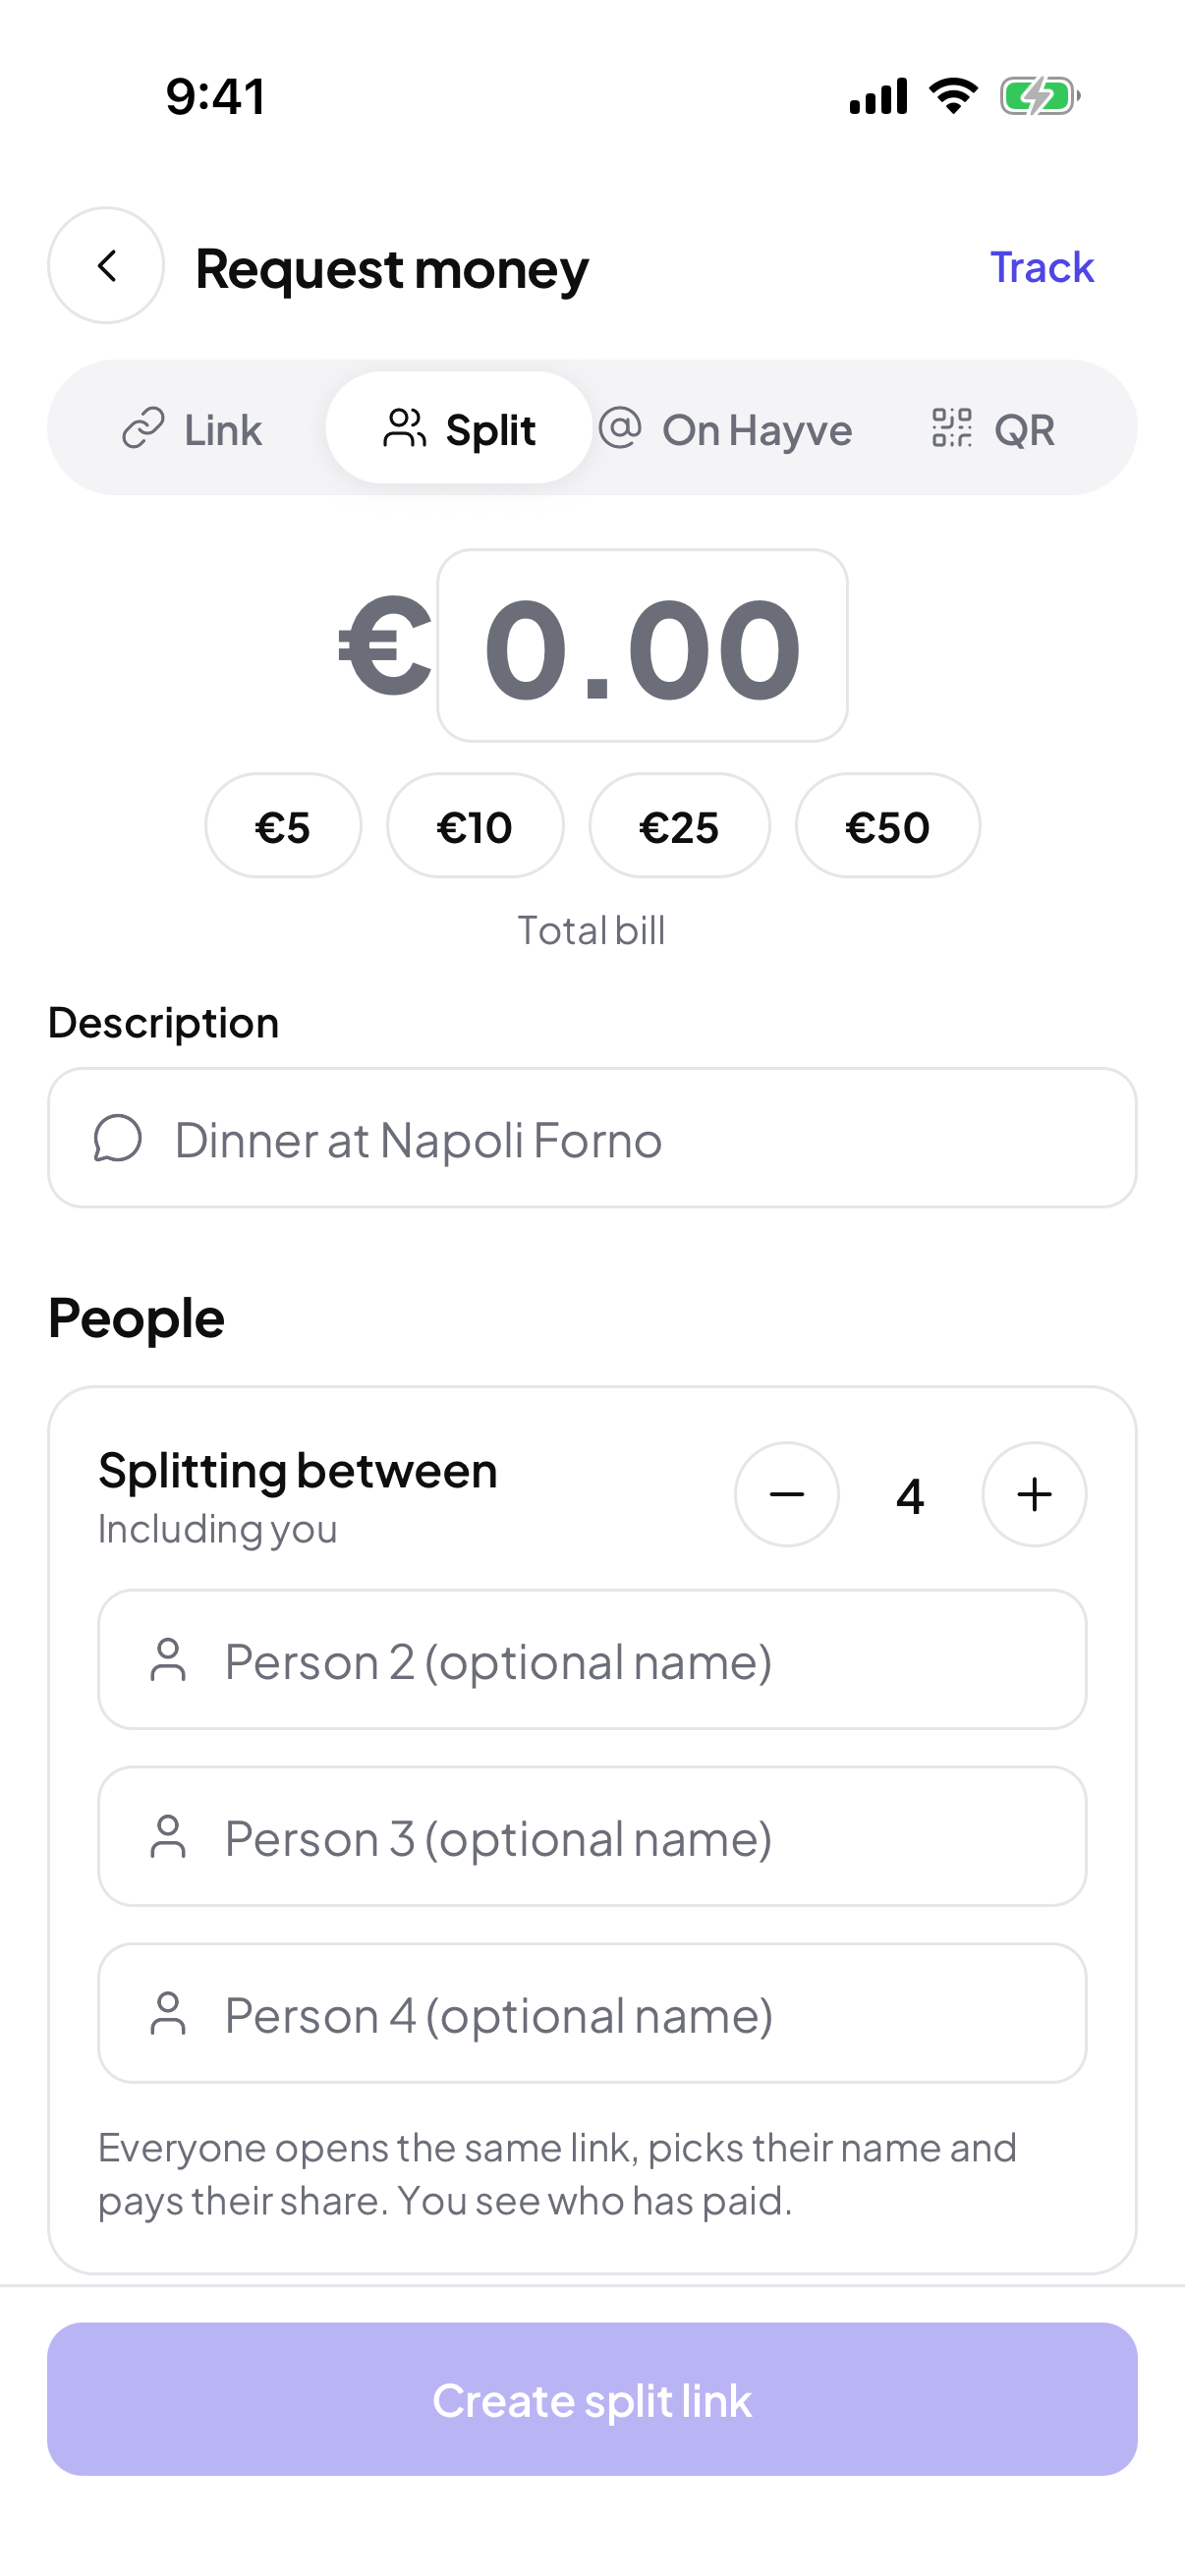 9:41
Request money
Track
Link
Split
On Hayve
QR
€ 0.00
€5
€10
€25
€50
Total bill
Description
Dinner at Napoli Forno
People
Splitting between
Including you
4
Person 2 (optional name)
Person 3 (optional name)
Person 4 (optional name)
Everyone opens the same link, picks their name and
pays their share. You see who has paid.
Create split link